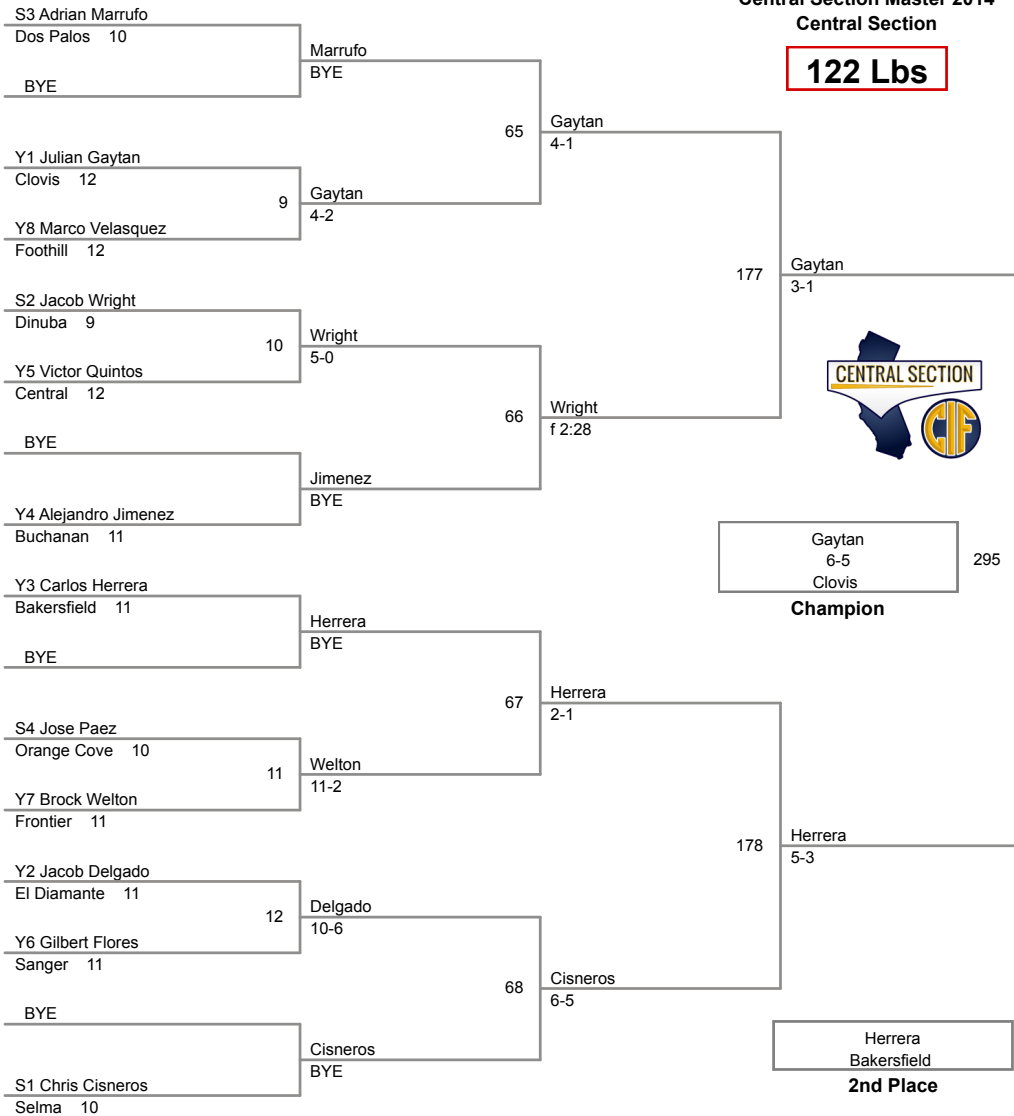 Central Section Master 2014
Central Section
122 Lbs
S3 Adrian Marrufo
Dos Palos 10
BYE
Marrufo
BYE
Y1 Julian Gaytan
Clovis 12
9
Y8 Marco Velasquez
Foothill 12
Gaytan
4-2
65
Gaytan
4-1
S2 Jacob Wright
Dinuba 9
10
Y5 Victor Quintos
Central 12
Wright
5-0
BYE
Y4 Alejandro Jimenez
Buchanan 11
Jimenez
BYE
66
Wright
f 2:28
177
Gaytan
3-1
CENTRAL SECTION
CIF
Gaytan
6-5
Clovis
295
Champion
Y3 Carlos Herrera
Bakersfield 11
BYE
Herrera
BYE
S4 Jose Paez
Orange Cove 10
11
Y7 Brock Welton
Frontier 11
Welton
11-2
67
Herrera
2-1
Y2 Jacob Delgado
El Diamante 11
12
Y6 Gilbert Flores
Sanger 11
Delgado
10-6
BYE
S1 Chris Cisneros
Selma 10
Cisneros
BYE
68
Cisneros
6-5
178
Herrera
5-3
Herrera
Bakersfield
2nd Place